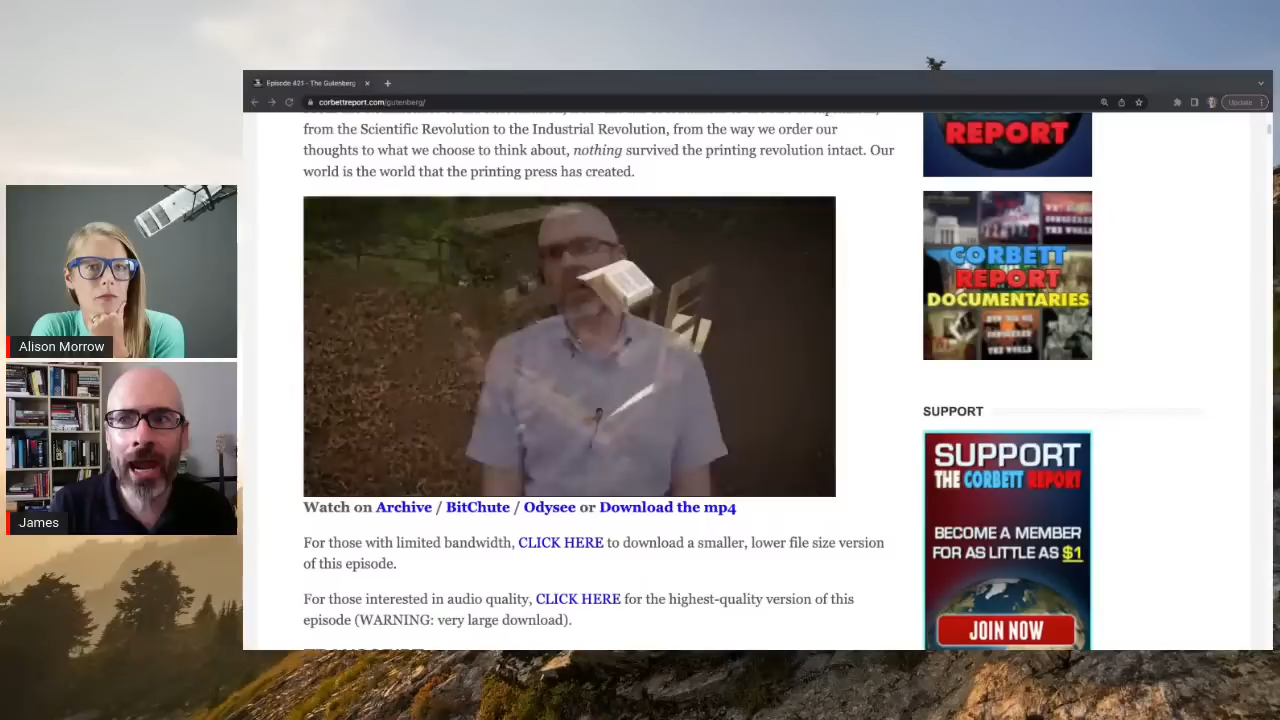 Episode 421 - The Gutenberg
corbettreport.com/gutenberg/
Update
from the Scientific Revolution to the Industrial Revolution, from the way we order our
thoughts to what we choose to think about, nothing survived the printing revolution intact. Our
world is the world that the printing press has created.
Watch on Archive / BitChute / Odysee or Download the mp4
For those with limited bandwidth, CLICK HERE to download a smaller, lower file size version
of this episode.
For those interested in audio quality, CLICK HERE for the highest-quality version of this
episode (WARNING: very large download).
REPORT
CORBETT
REPORT
DOCUMENTARIES
SUPPORT
SUPPORT
THE CORBETT REPORT
BECOME A MEMBER
FOR AS LITTLE AS $1
JOIN NOW
Alison Morrow
James